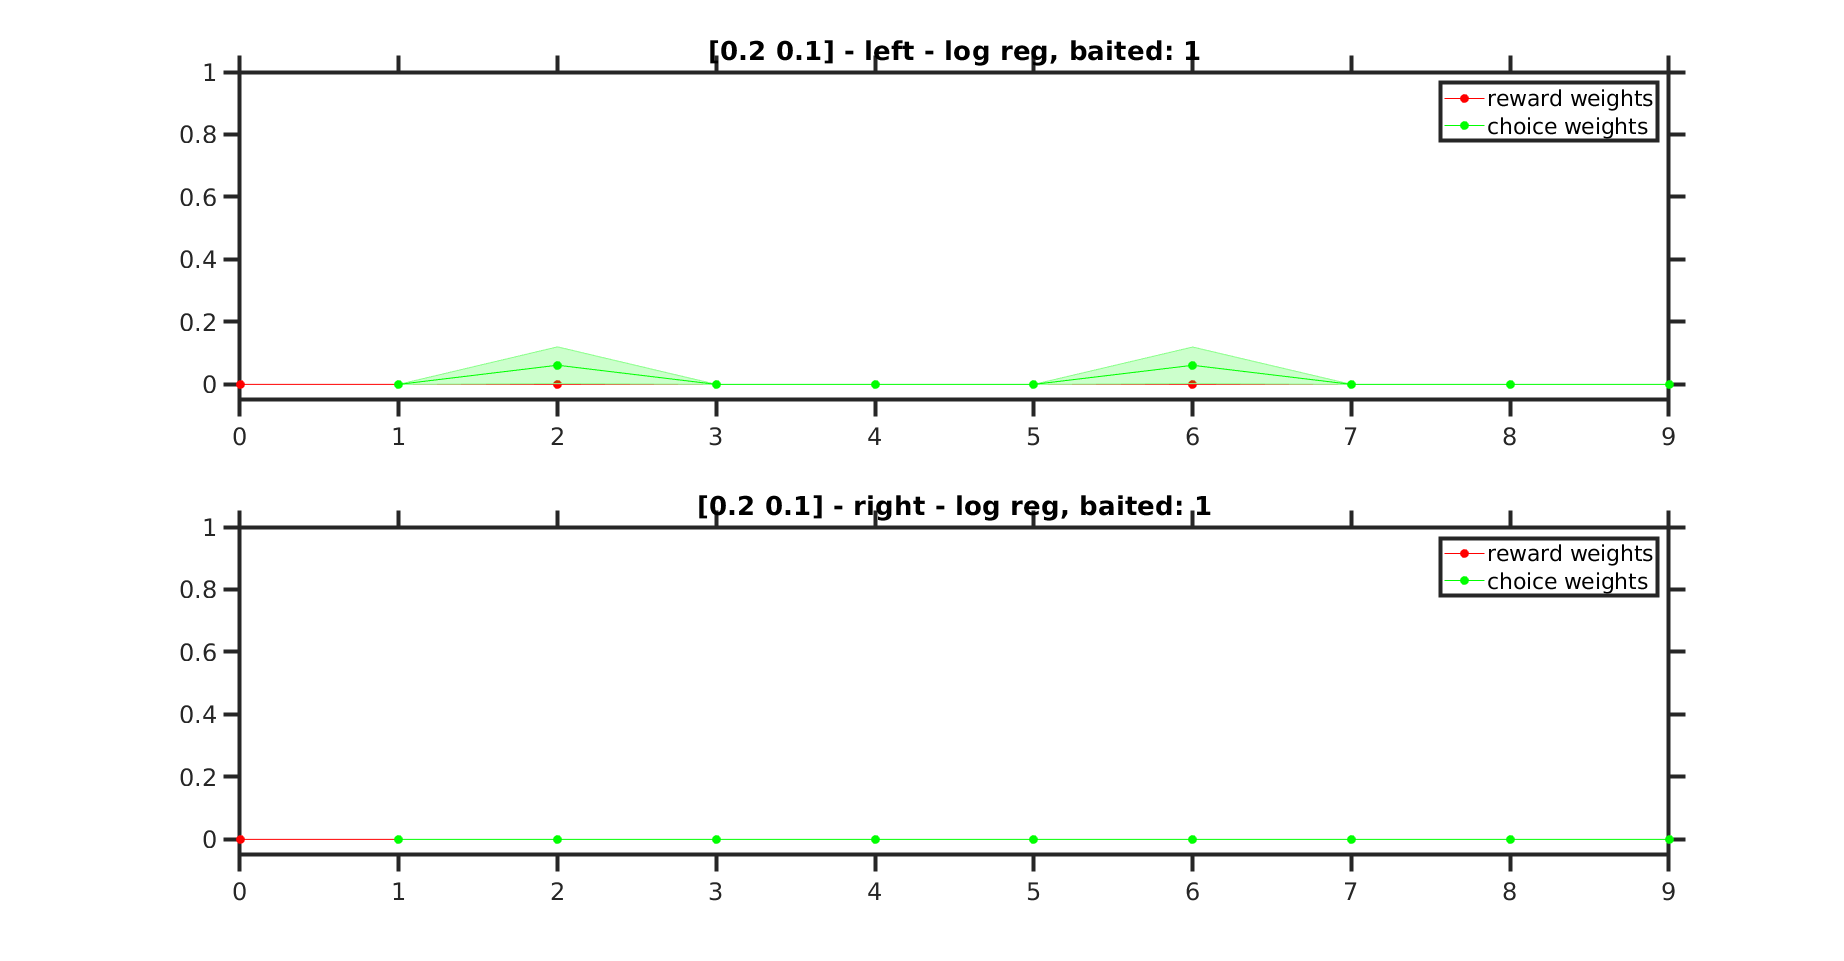 [0.2 0.1] - left - log reg, baited: 1
1
0.8
0.6
0.4
0.2
0
reward weights
choice weights
0 1 2 3 4 5 6 7 8 9
[0.2 0.1] - right - log reg, baited: 1
1
0.8
0.6
0.4
0.2
0
reward weights
choice weights
0 1 2 3 4 5 6 7 8 9